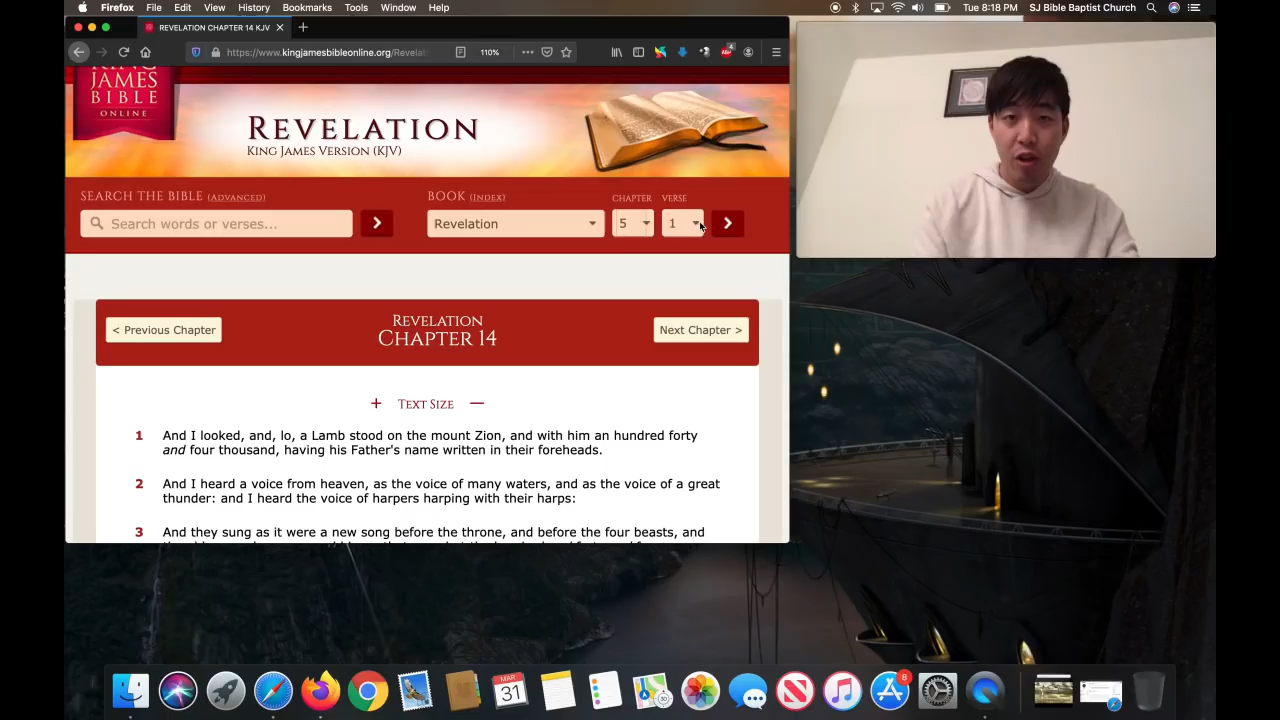 Firefox File Edit View History Bookmarks Tools Window Help Tue 8:18 PM SJ Bible Baptist Church
REVELATION CHAPTER 14 KJV
https://www.kingjamesbibleonline.org/Revelat 110% 4
KING
JAMES
BIBLE
ONLINE
REVELATION
KING JAMES VERSION (KJV)
SEARCH THE BIBLE (ADVANCED) BOOK (INDEX) CHAPTER VERSE
Search words or verses... Revelation 5 1
< Previous Chapter
REVELATION
CHAPTER 14
Next Chapter >
+ TEXT SIZE —
1 And I looked, and, lo, a Lamb stood on the mount Zion, and with him an hundred forty
and four thousand, having his Father's name written in their foreheads.
2 And I heard a voice from heaven, as the voice of many waters, and as the voice of a great
thunder: and I heard the voice of harpers harping with their harps:
3 And they sung as it were a new song before the throne, and before the four beasts, and
MAR
31
8